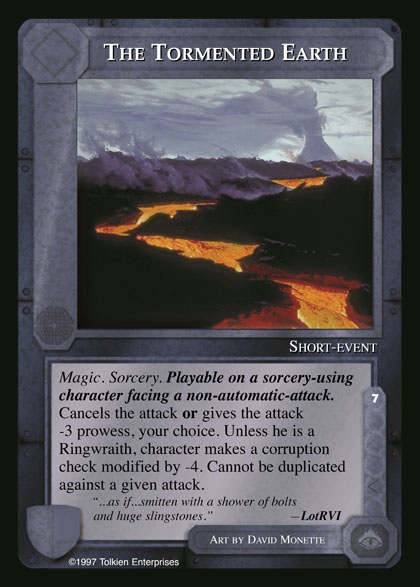 The Tormented Earth
Short-event
Magic. Sorcery. Playable on a sorcery-using
character facing a non-automatic-attack.
Cancels the attack or gives the attack
-3 prowess, your choice. Unless he is a
Ringwraith, character makes a corruption
check modified by -4. Cannot be duplicated
against a given attack.
7
“...as if...smitten with a shower of bolts
and huge slingstones.” –LotRVI
Art by David Monette
©1997 Tolkien Enterprises